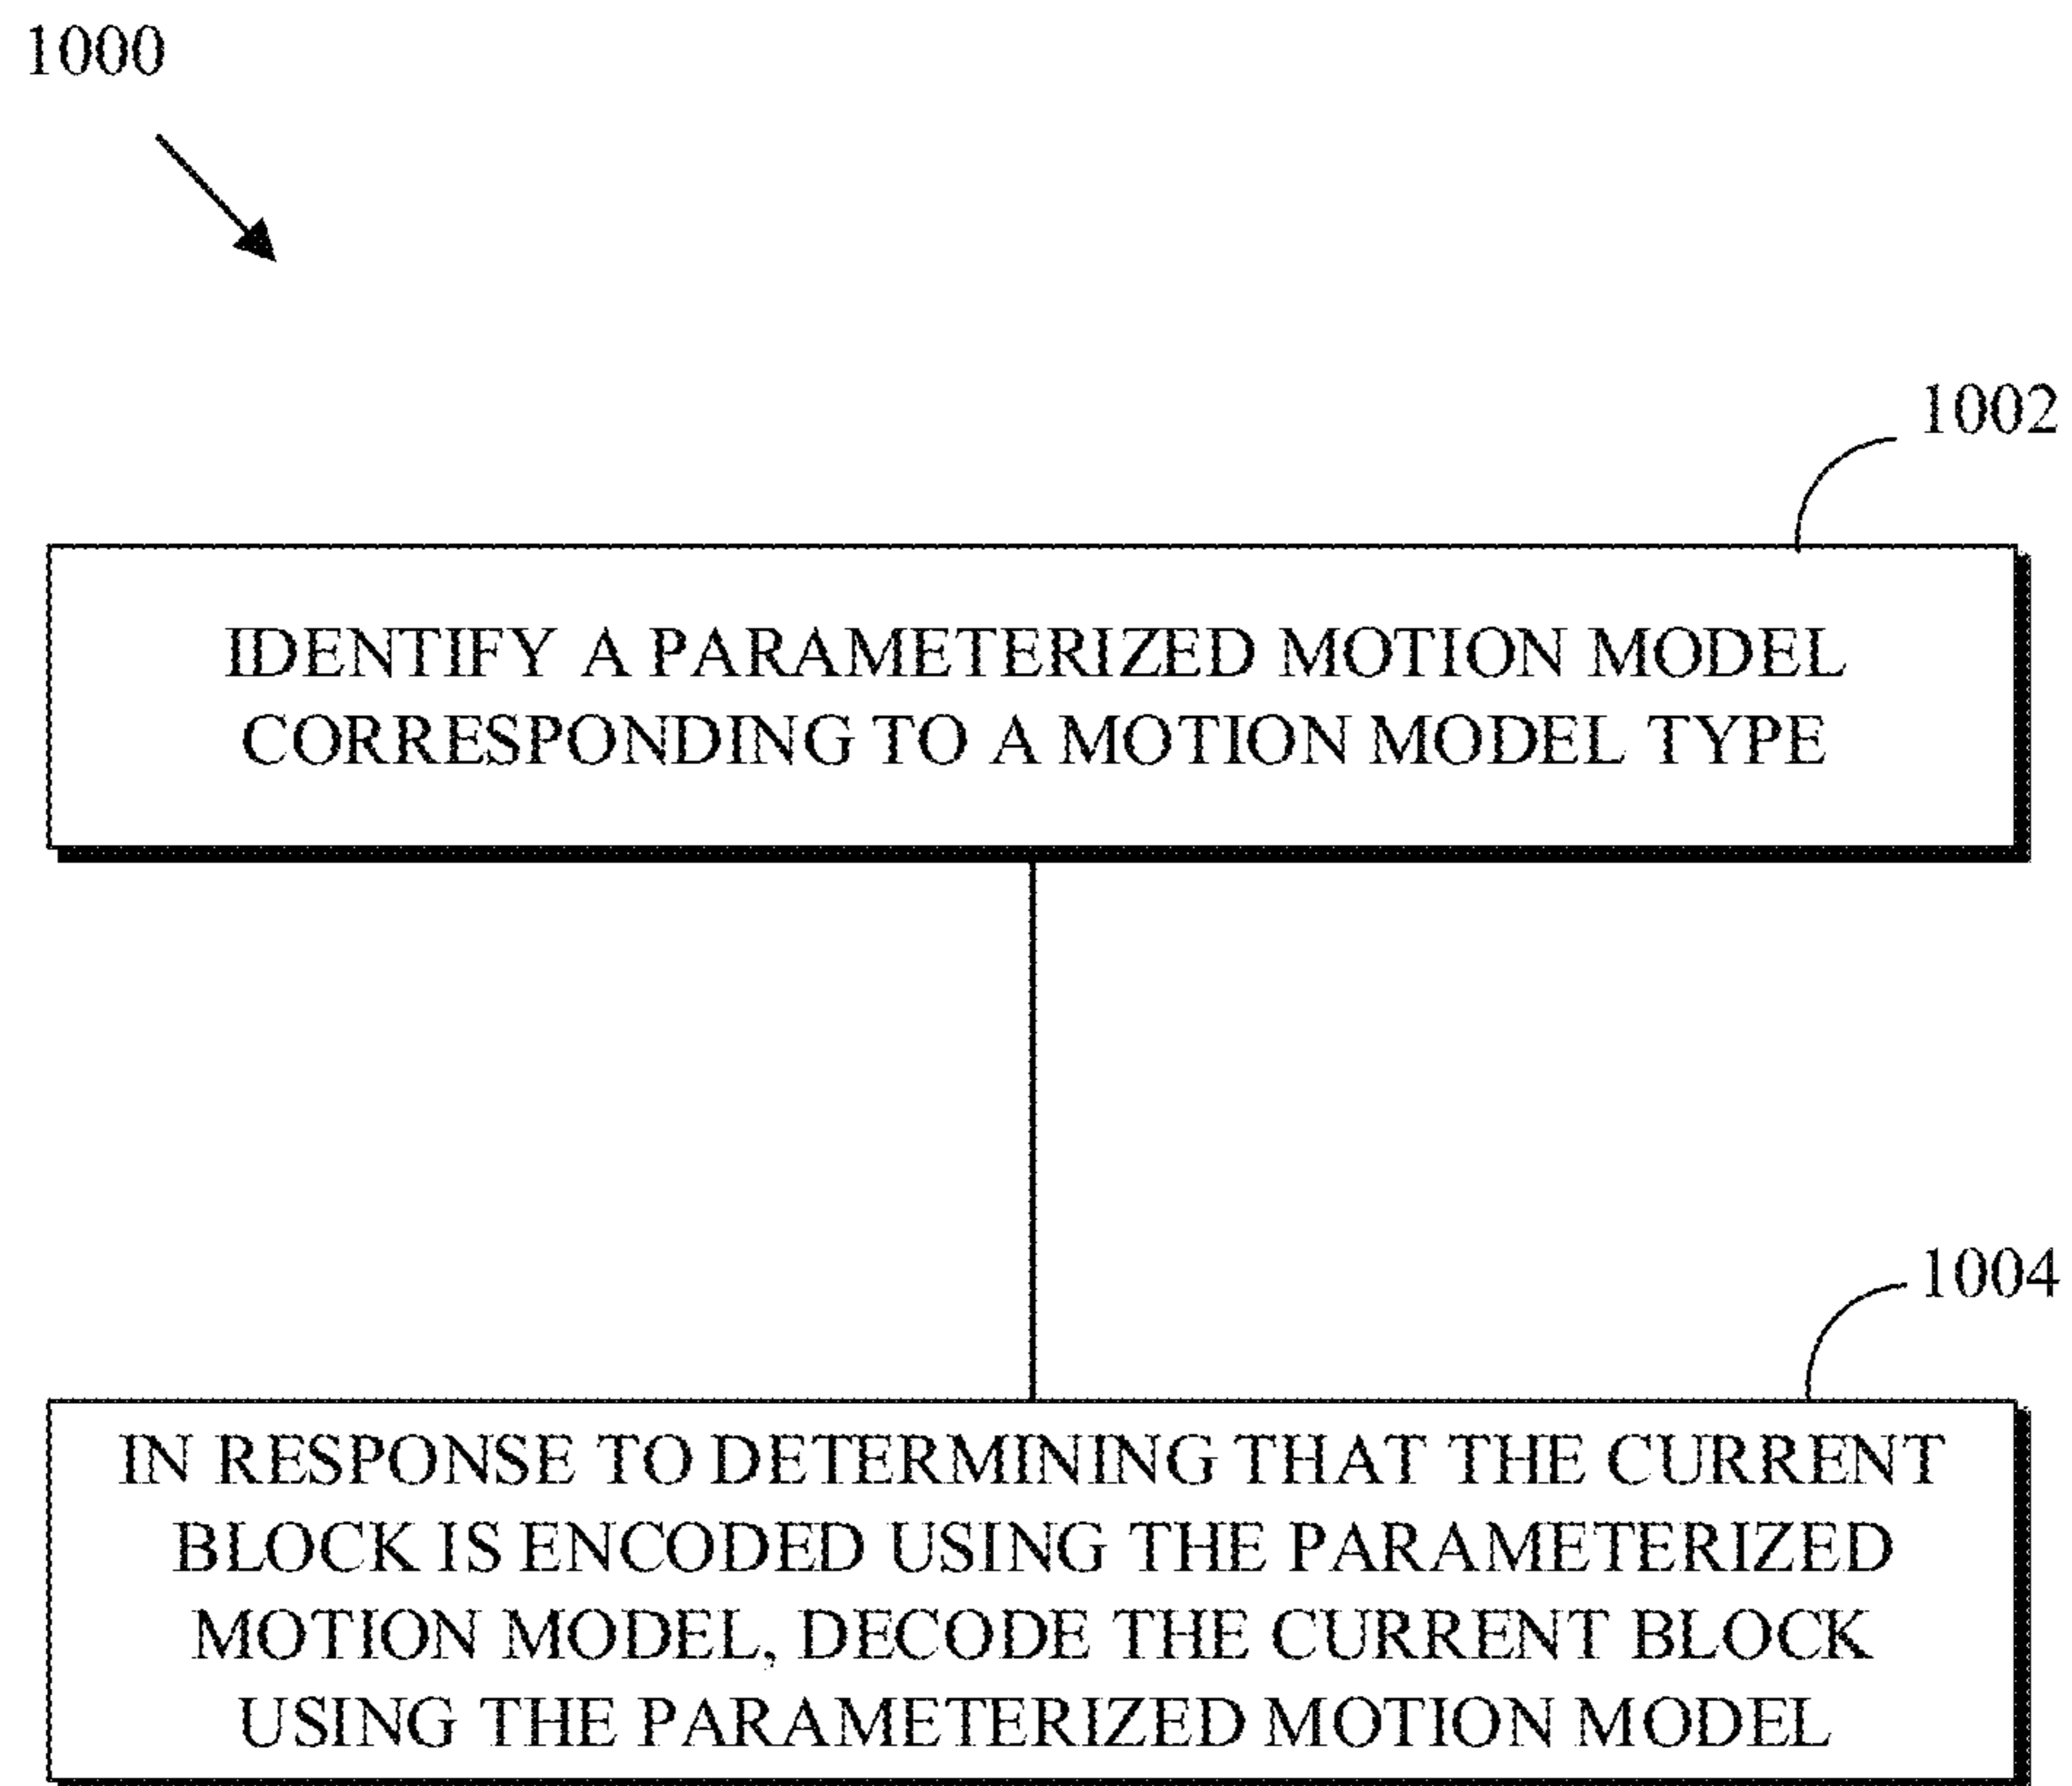 1000
1002
IDENTIFY A PARAMETERIZED MOTION MODEL
CORRESPONDING TO A MOTION MODEL TYPE
1004
IN RESPONSE TO DETERMINING THAT THE CURRENT
BLOCK IS ENCODED USING THE PARAMETERIZED
MOTION MODEL, DECODE THE CURRENT BLOCK
USING THE PARAMETERIZED MOTION MODEL